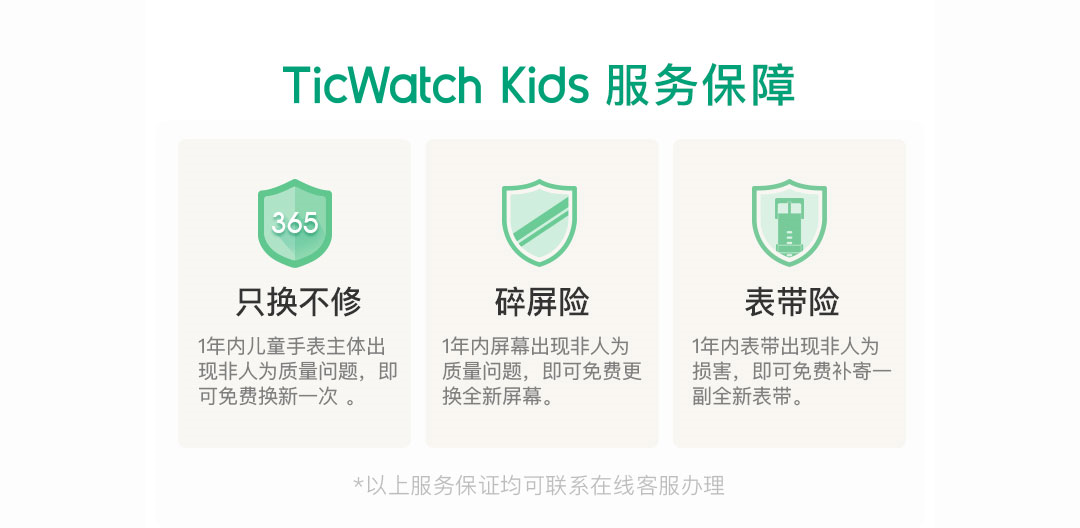 TicWatch Kids 服务保障
365
只换不修
1年内儿童手表主体出
现非人为质量问题，即
可免费换新一次 。
碎屏险
1年内屏幕出现非人为
质量问题，即可免费更
换全新屏幕。
表带险
1年内表带出现非人为
损害，即可免费补寄一
副全新表带。
*以上服务保证均可联系在线客服办理